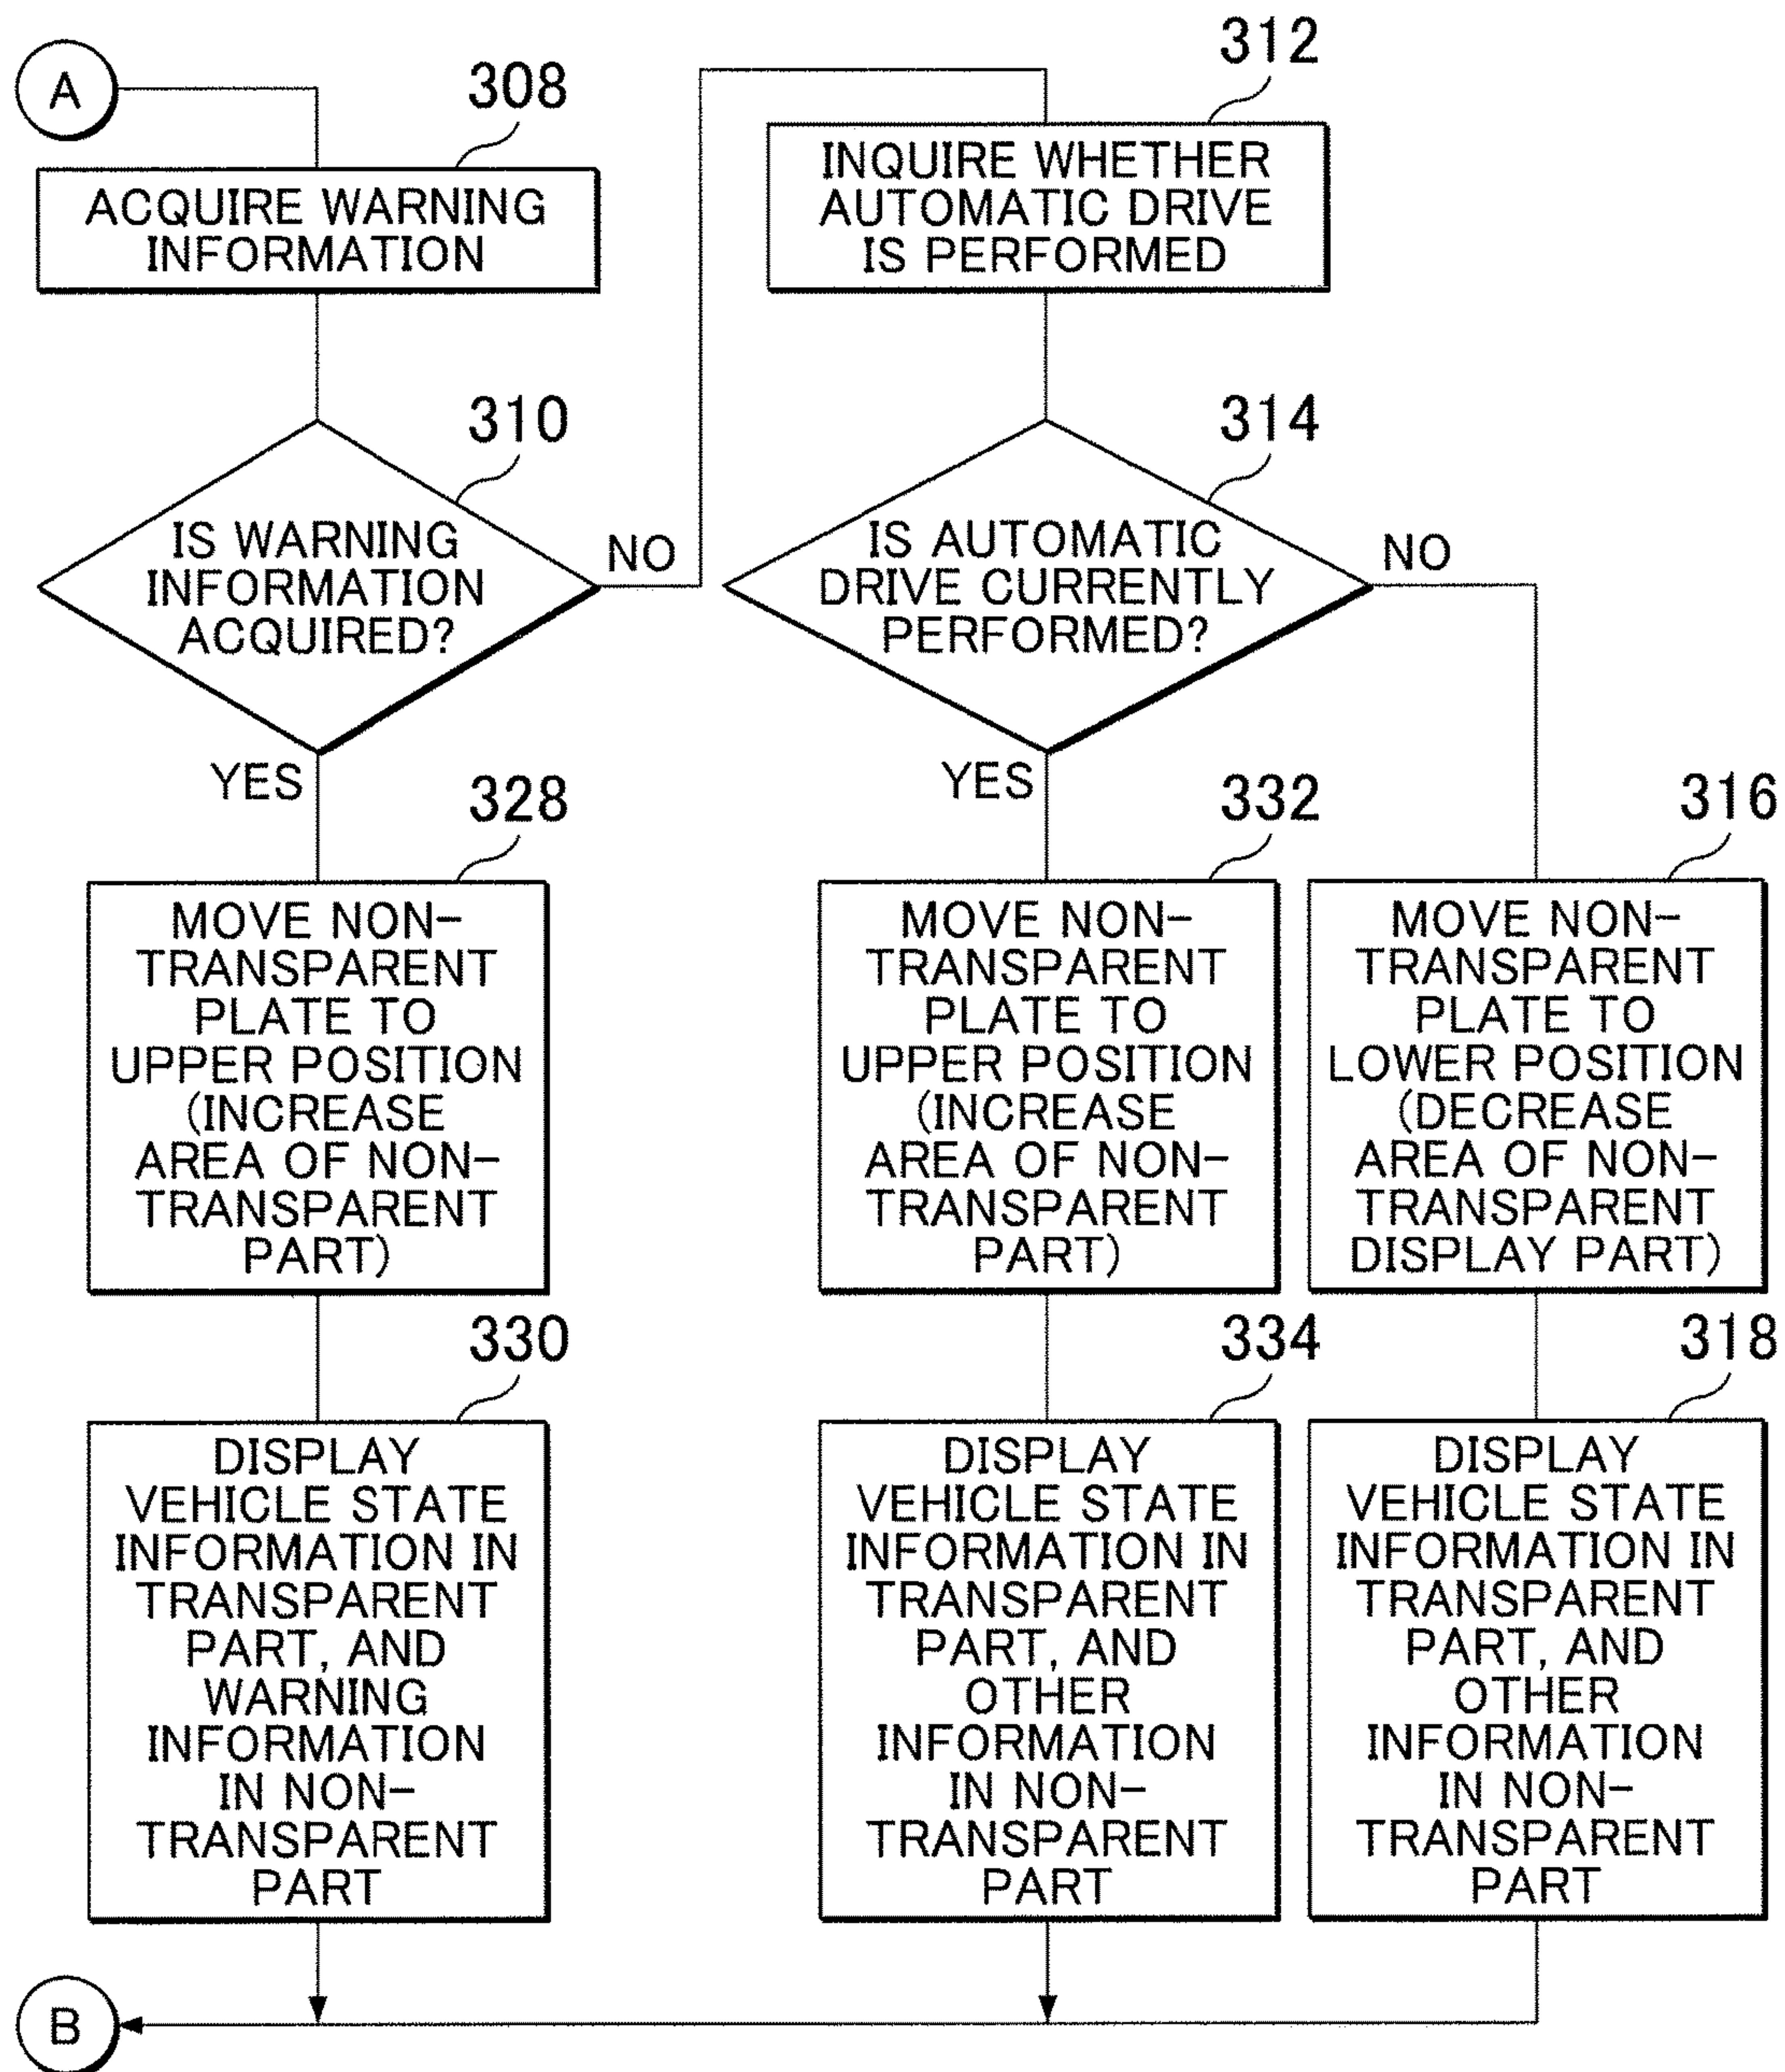 A
308
ACQUIRE WARNING
INFORMATION
310
IS WARNING
INFORMATION
ACQUIRED?
NO
YES
328
MOVE NON-
TRANSPARENT
PLATE TO
UPPER POSITION
(INCREASE
AREA OF NON-
TRANSPARENT
PART)
330
DISPLAY
VEHICLE STATE
INFORMATION IN
TRANSPARENT
PART, AND
WARNING
INFORMATION
IN NON-
TRANSPARENT
PART
312
INQUIRE WHETHER
AUTOMATIC DRIVE
IS PERFORMED
314
IS AUTOMATIC
DRIVE CURRENTLY
PERFORMED?
NO
YES
332
MOVE NON-
TRANSPARENT
PLATE TO
UPPER POSITION
(INCREASE
AREA OF NON-
TRANSPARENT
PART)
334
DISPLAY
VEHICLE STATE
INFORMATION IN
TRANSPARENT
PART, AND
OTHER
INFORMATION
IN NON-
TRANSPARENT
PART
316
MOVE NON-
TRANSPARENT
PLATE TO
LOWER POSITION
(DECREASE
AREA OF NON-
TRANSPARENT
DISPLAY PART)
318
DISPLAY
VEHICLE STATE
INFORMATION IN
TRANSPARENT
PART, AND
OTHER
INFORMATION
IN NON-
TRANSPARENT
PART
B